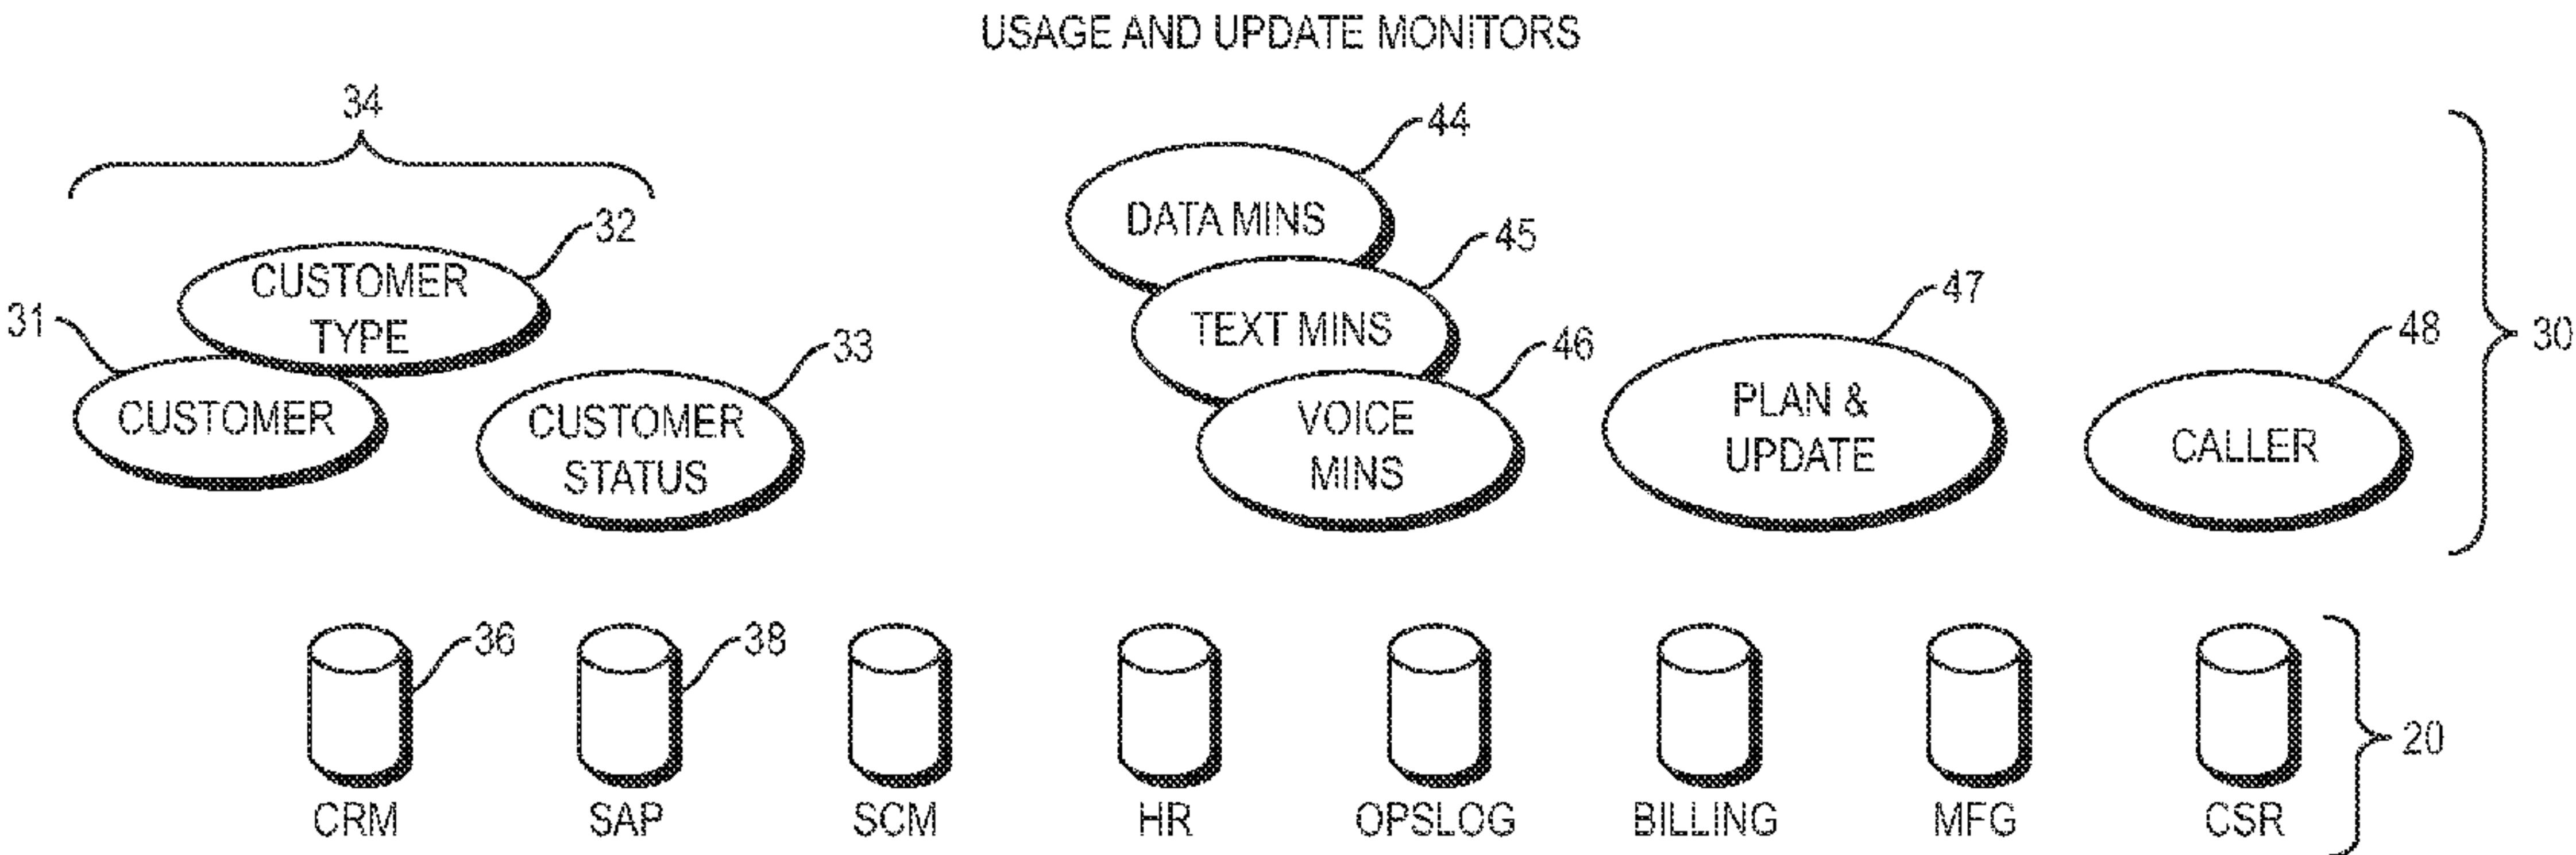 USAGE AND UPDATE MONITORS
34
44
32
DATA MINS
45
CUSTOMER
TYPE
31
TEXT MINS
47
33
46
48
30
CUSTOMER
CUSTOMER
STATUS
VOICE
MINS
PLAN &
UPDATE
CALLER
36
38
20
CRM
SAP
SCM
HR
OPSLOG
BILLING
MFG
CSR